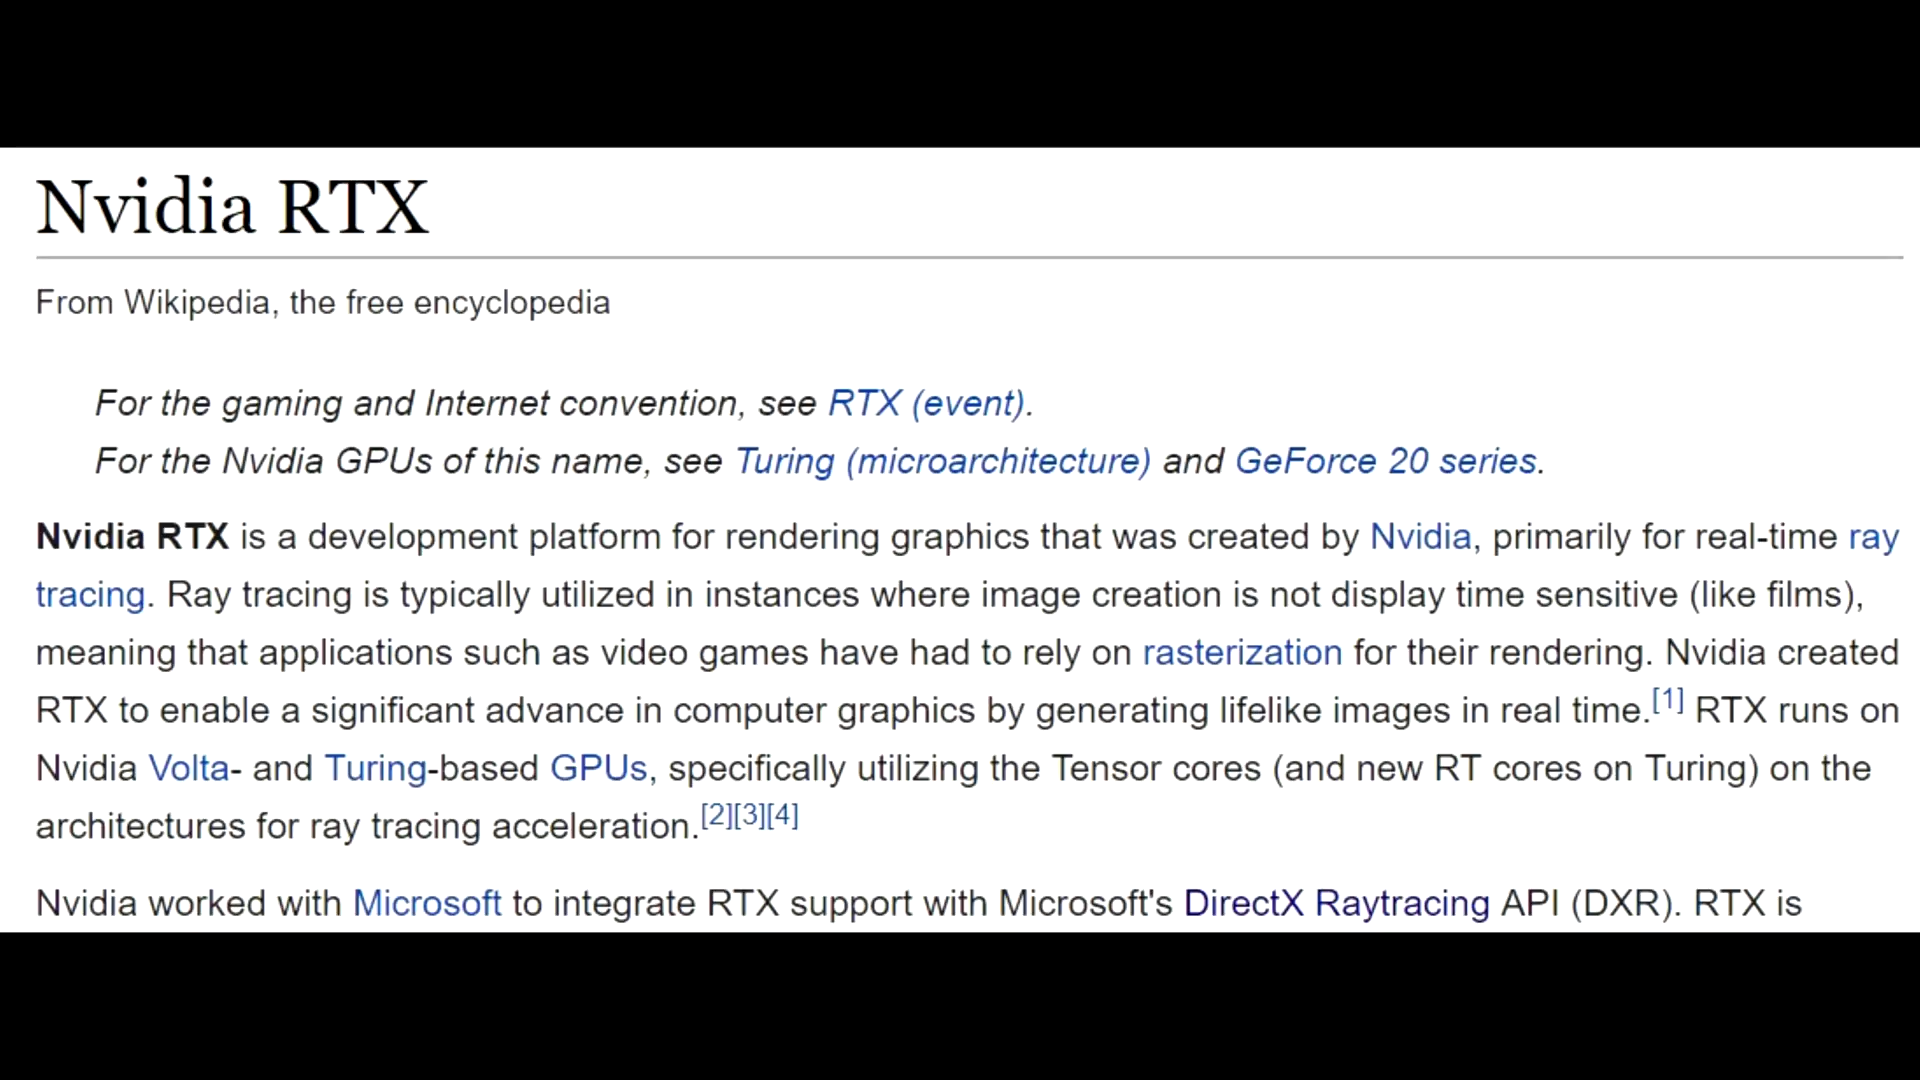 Nvidia RTX
From Wikipedia, the free encyclopedia
For the gaming and Internet convention, see RTX (event).
For the Nvidia GPUs of this name, see Turing (microarchitecture) and GeForce 20 series.
Nvidia RTX is a development platform for rendering graphics that was created by Nvidia, primarily for real-time ray
tracing. Ray tracing is typically utilized in instances where image creation is not display time sensitive (like films),
meaning that applications such as video games have had to rely on rasterization for their rendering. Nvidia created
RTX to enable a significant advance in computer graphics by generating lifelike images in real time.[1] RTX runs on
Nvidia Volta- and Turing-based GPUs, specifically utilizing the Tensor cores (and new RT cores on Turing) on the
architectures for ray tracing acceleration.[2][3][4]
Nvidia worked with Microsoft to integrate RTX support with Microsoft's DirectX Raytracing API (DXR). RTX is